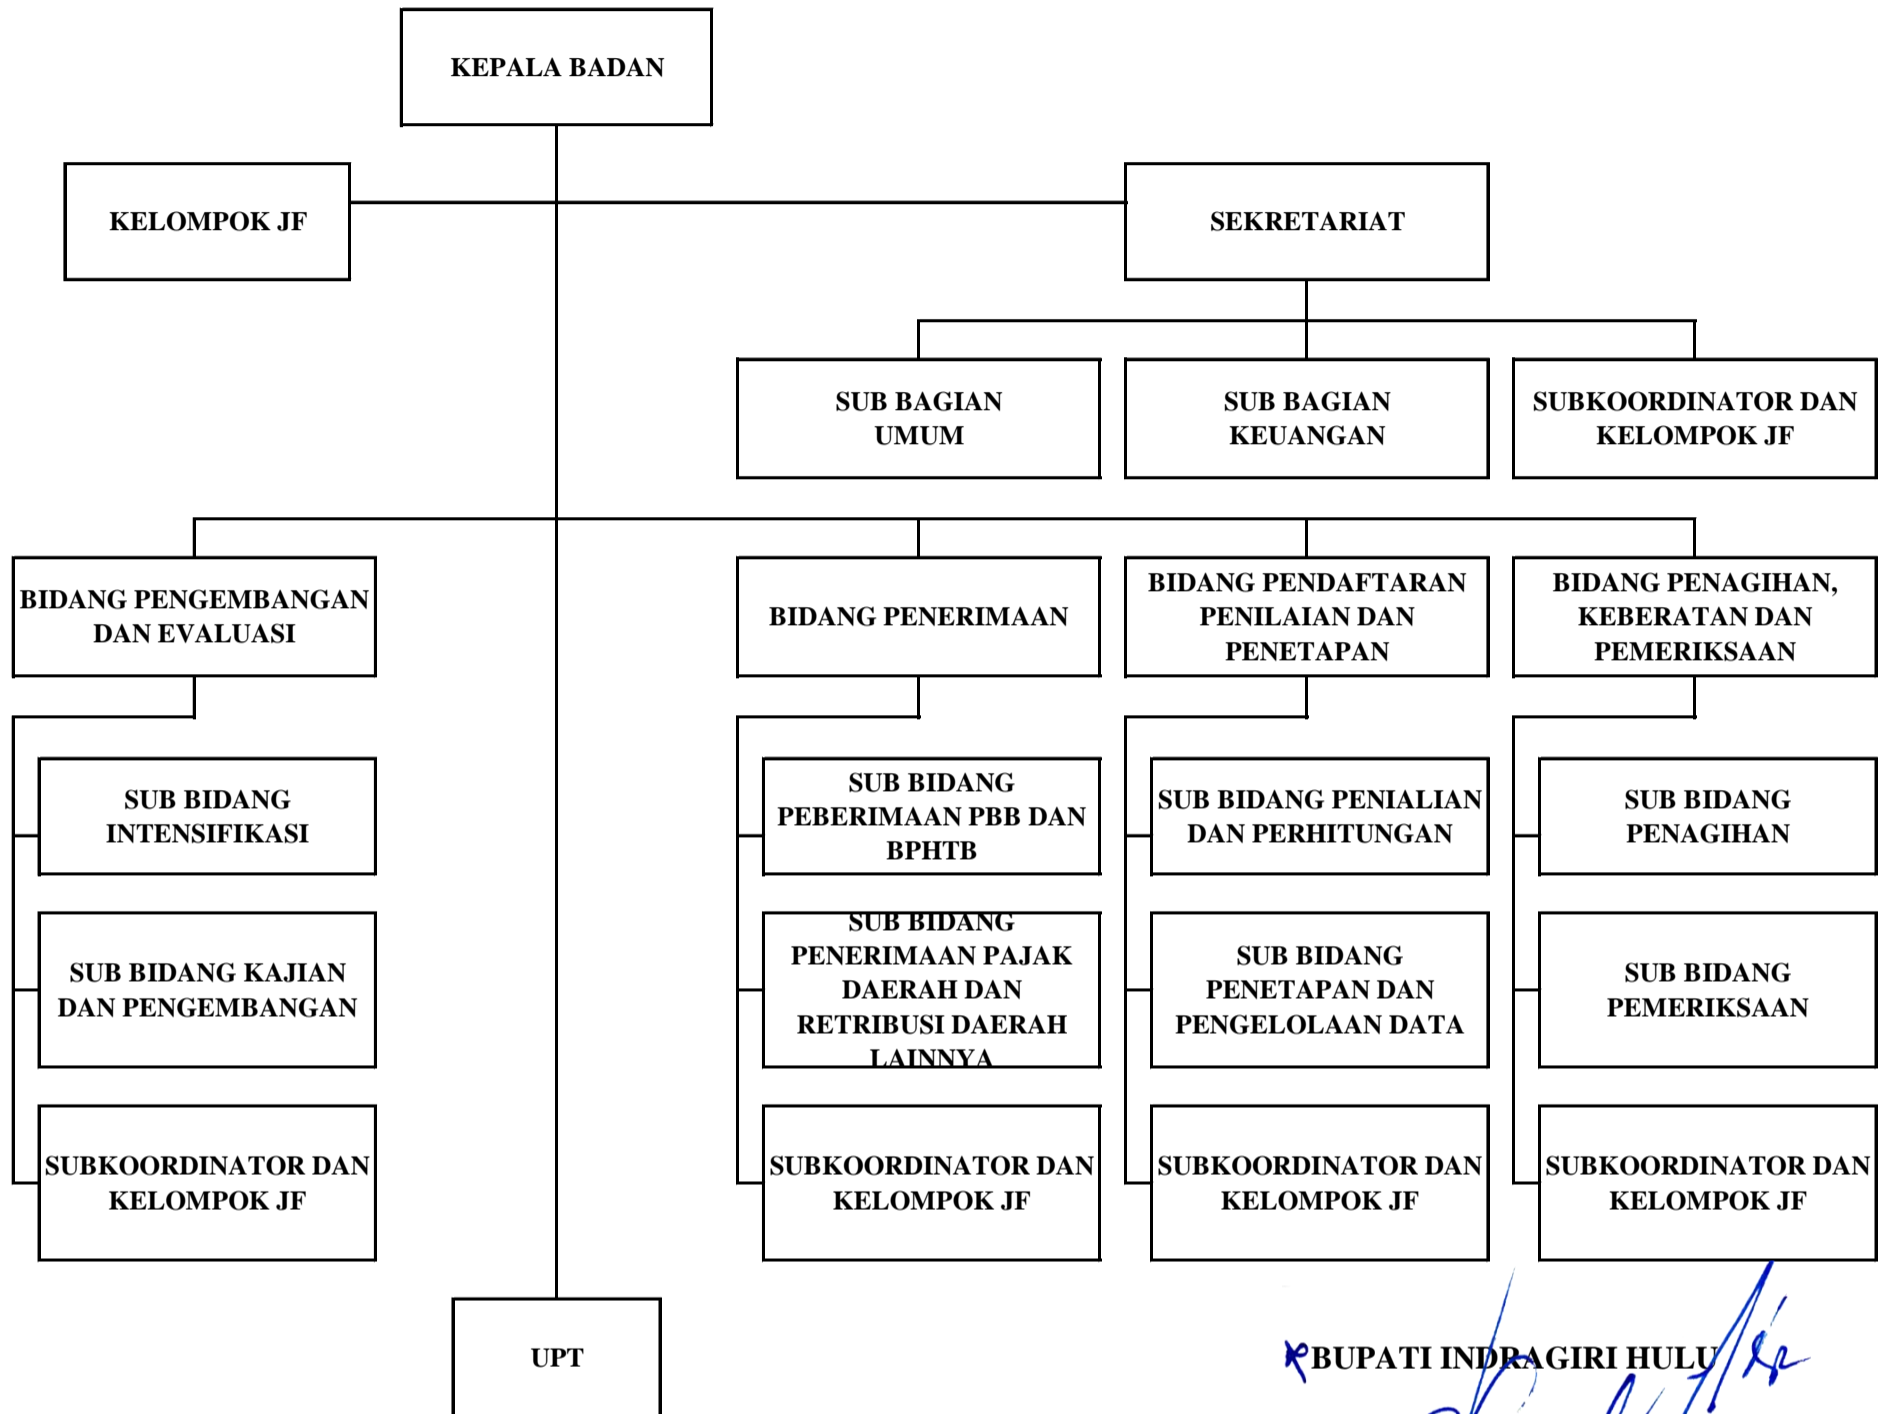 KEPALA BADAN
KELOMPOK JF
SEKRETARIAT
SUB BAGIAN
UMUM
SUB BAGIAN
KEUANGAN
SUBKOORDINATOR DAN
KELOMPOK JF
BIDANG PENGEMBANGAN
DAN EVALUASI
BIDANG PENERIMAAN
BIDANG PENDAFTARAN
PENILAIAN DAN
PENETAPAN
BIDANG PENAGIHAN,
KEBERATAN DAN
PEMERIKSAAN
SUB BIDANG
INTENSIFIKASI
SUB BIDANG
PEBERIMAAN PBB DAN
BPHTB
SUB BIDANG PENIALIAN
DAN PERHITUNGAN
SUB BIDANG
PENAGIHAN
SUB BIDANG KAJIAN
DAN PENGEMBANGAN
SUB BIDANG
PENERIMAAN PAJAK
DAERAH DAN
RETRIBUSI DAERAH
LAINNYA
SUB BIDANG
PENETAPAN DAN
PENGELOLAAN DATA
SUB BIDANG
PEMERIKSAAN
SUBKOORDINATOR DAN
KELOMPOK JF
SUBKOORDINATOR DAN
KELOMPOK JF
SUBKOORDINATOR DAN
KELOMPOK JF
SUBKOORDINATOR DAN
KELOMPOK JF
UPT
BUPATI INDRAGIRI HULU